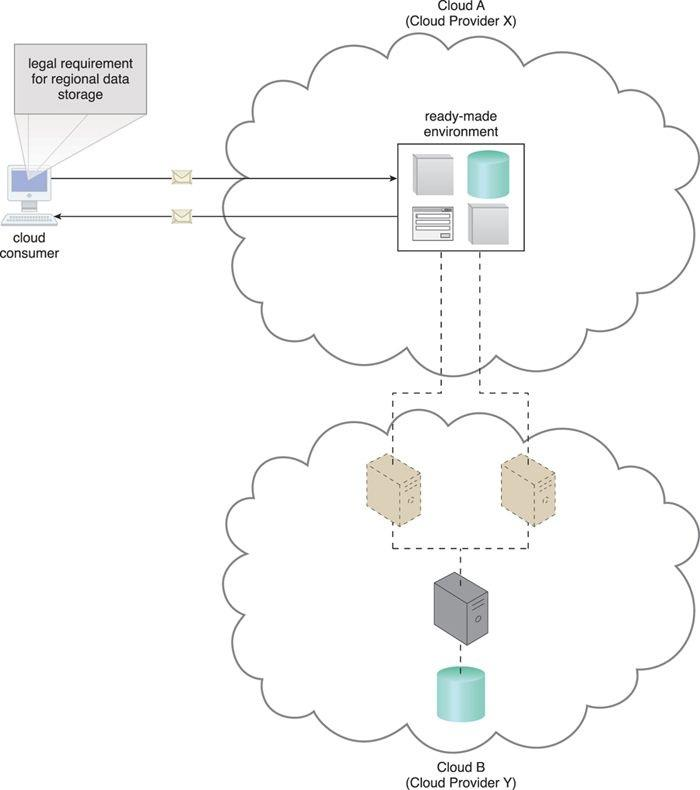 Cloud A
(Cloud Provider X)
legal requirement
for regional data
storage
ready-made
environment
cloud
consumer
Cloud B
(Cloud Provider Y)